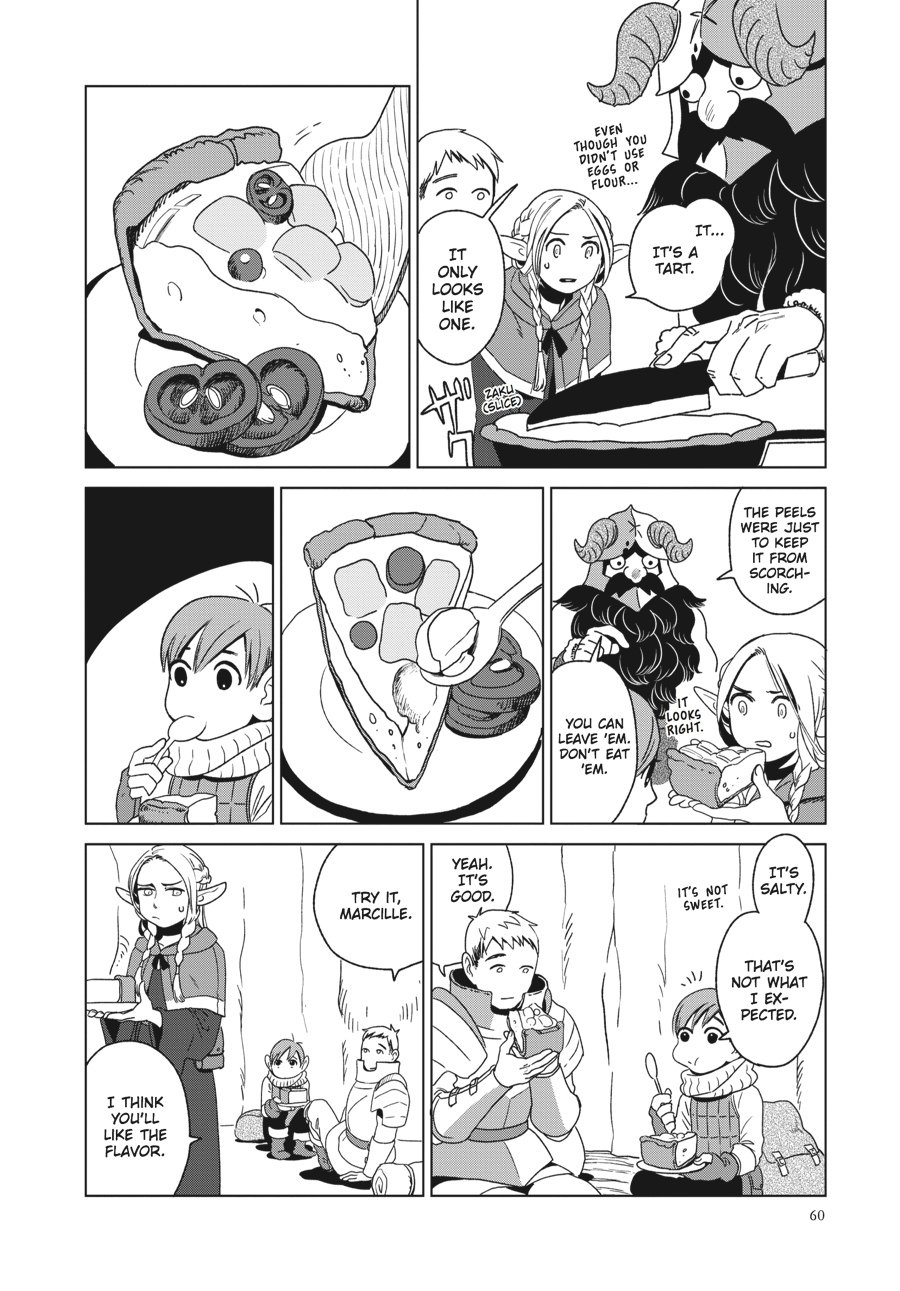 IT...
IT'S A
TART.
EVEN
THOUGH YOU
DIDN'T USE
EGGS OR
FLOUR...
IT
ONLY
LOOKS
LIKE
ONE.
ザクッ
ZAKU
(SLICE)
THE PEELS
WERE JUST
TO KEEP
IT FROM
SCORCH-
ING.
IT
LOOKS
RIGHT.
YOU CAN
LEAVE 'EM.
DON'T EAT
'EM.
IT'S
SALTY.
THAT'S
NOT WHAT
I EX-
PECTED.
IT'S NOT
SWEET.
YEAH.
IT'S
GOOD.
TRY IT,
MARCILLE.
I THINK
YOU'LL
LIKE THE
FLAVOR.
60